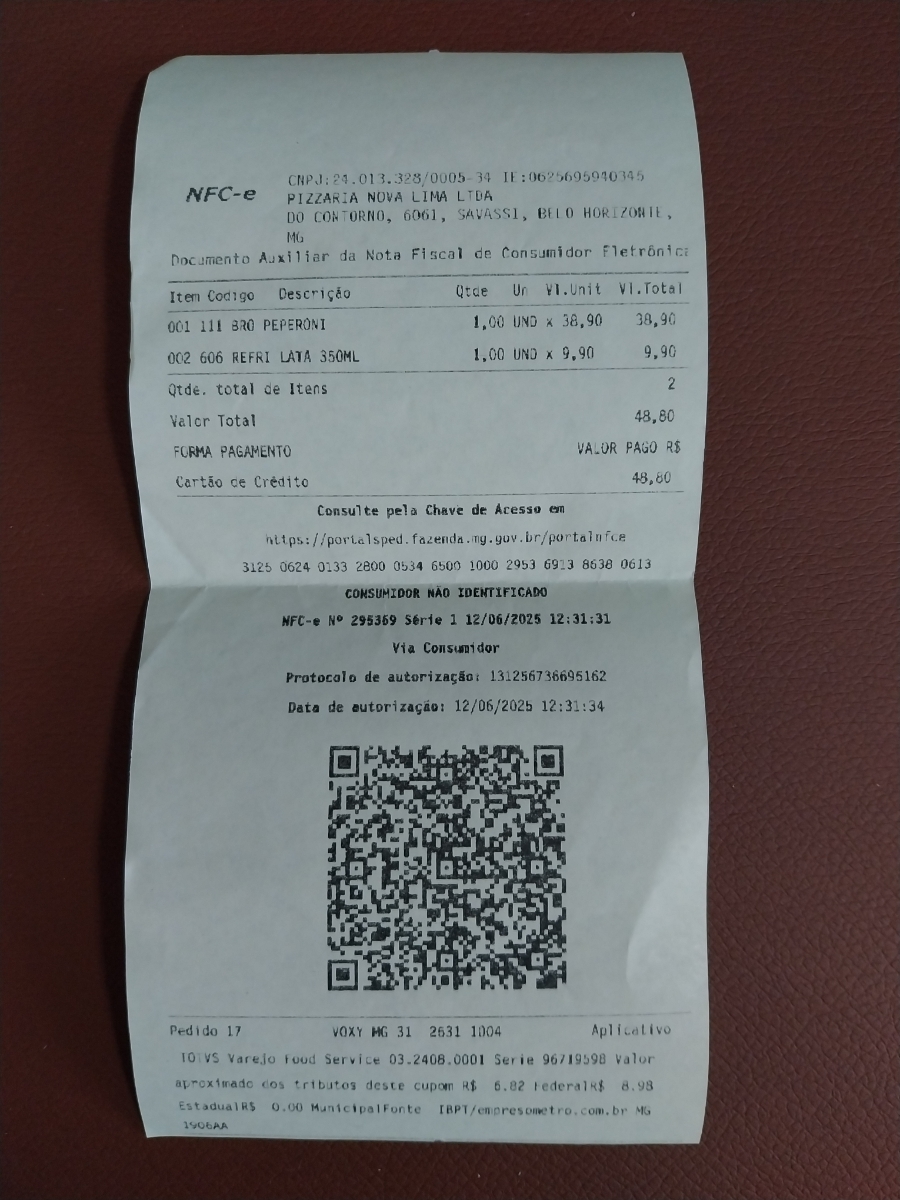 NFC-e
CNPJ:24.013.328/0005-34 IE:0625695940345
PIZZARIA NOVA LIMA LTDA
DO CONTORNO, 6061, SAVASSI, BELO HORIZONTE,
MG
Documento Auxiliar da Nota Fiscal de Consumidor Eletrônica
Item Codigo Descrição Qtde Un Vl.Unit Vl.Total
001 111 BRO PEPERONI 1,00 UND x 38,90 38,90
002 606 REFRI LATA 350ML 1,00 UND x 9,90 9,90
Qtde. total de Itens 2
Valor Total 48,80
FORMA PAGAMENTO VALOR PAGO R$
Cartão de Crédito 48,80
Consulte pela Chave de Acesso em
https://portalsped.fazenda.mg.gov.br/portalnfce
3125 0624 0133 2800 0534 6500 1000 2953 6913 8638 0613
CONSUMIDOR NÃO IDENTIFICADO
NFC-e Nº 295369 Série 1 12/06/2025 12:31:31
Via Consumidor
Protocolo de autorização: 131256736695162
Data de autorização: 12/06/2025 12:31:34
Pedido 17 VOXY MG 31 2631 1004 Aplicativo
TOTVS Varejo Food Service 03.2408.0001 Serie 96719598 Valor
aproximado dos tributos deste cupom R$ 6.82 FederalR$ 8.98
EstadualR$ 0.00 MunicipalFonte IBPT/empresometro.com.br MG
1906AA